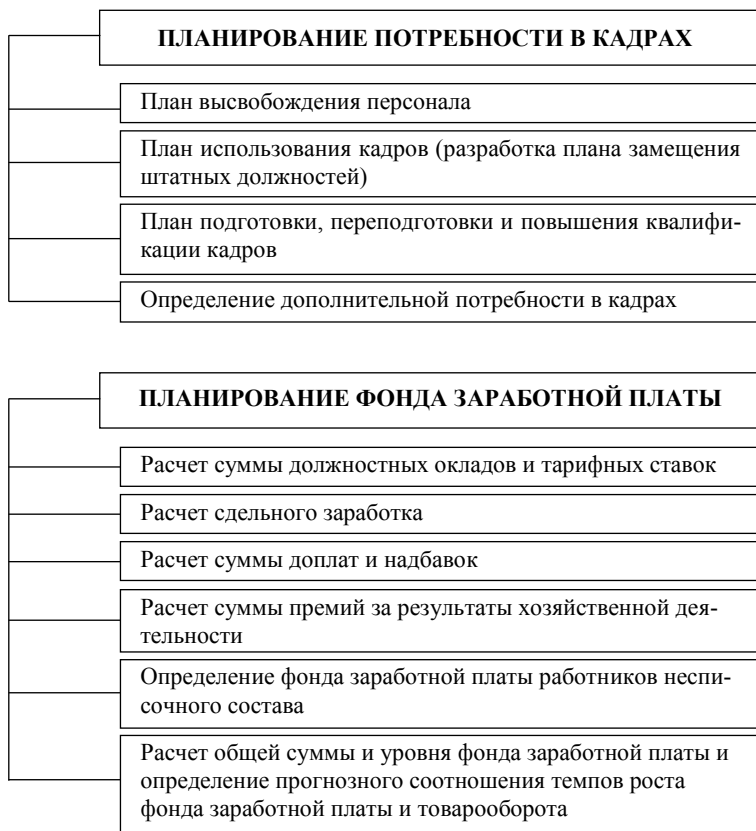 ПЛАНИРОВАНИЕ ПОТРЕБНОСТИ В КАДРАХ
План высвобождения персонала
План использования кадров (разработка плана замещения
штатных должностей)
План подготовки, переподготовки и повышения квалифи-
кации кадров
Определение дополнительной потребности в кадрах
ПЛАНИРОВАНИЕ ФОНДА ЗАРАБОТНОЙ ПЛАТЫ
Расчет суммы должностных окладов и тарифных ставок
Расчет сдельного заработка
Расчет суммы доплат и надбавок
Расчет суммы премий за результаты хозяйственной дея-
тельности
Определение фонда заработной платы работников неспи-
сочного состава
Расчет общей суммы и уровня фонда заработной платы и
определение прогнозного соотношения темпов роста
фонда заработной платы и товарооборота